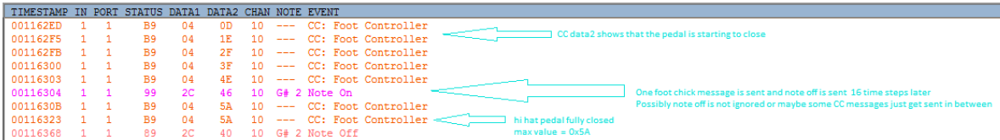 TIMESTAMP IN PORT STATUS DATA1 DATA2 CHAN NOTE EVENT
001162ED 1 1 B9 04 0D 10 --- CC: Foot Controller
001162F5 1 1 B9 04 1E 10 --- CC: Foot Controller
CC data2 shows that the pedal is starting to close
001162FB 1 1 B9 04 2F 10 --- CC: Foot Controller
00116300 1 1 B9 04 3F 10 --- CC: Foot Controller
00116303 1 1 B9 04 4E 10 --- CC: Foot Controller
00116304 1 1 99 2C 46 10 G# 2 Note On
One foot chick message is sent and note off is sent 16 time steps later
Possibly note off is not ignored or maybe some CC messages just get sent in between
0011630B 1 1 B9 04 5A 10 --- CC: Foot Controller
00116323 1 1 B9 04 5A 10 --- CC: Foot Controller
hi hat pedal fully closed
max value = 0x5A
00116368 1 1 89 2C 40 10 G# 2 Note Off